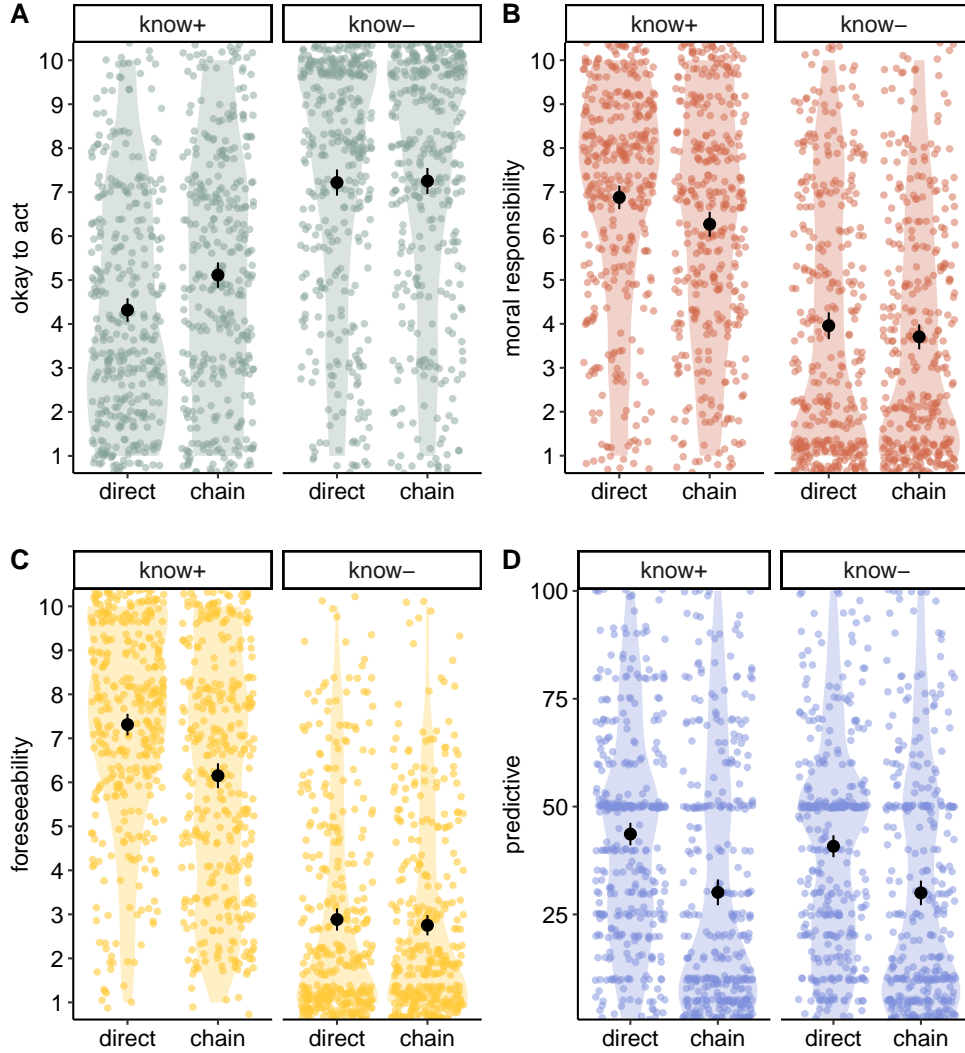 A
know+
know–
okay to act
10
9
8
7
6
5
4
3
2
1
direct
chain
direct
chain
B
know+
know–
moral responsibility
10
9
8
7
6
5
4
3
2
1
direct
chain
direct
chain
C
know+
know–
foreseeability
10
9
8
7
6
5
4
3
2
1
direct
chain
direct
chain
D
know+
know–
predictive
100
75
50
25
direct
chain
direct
chain